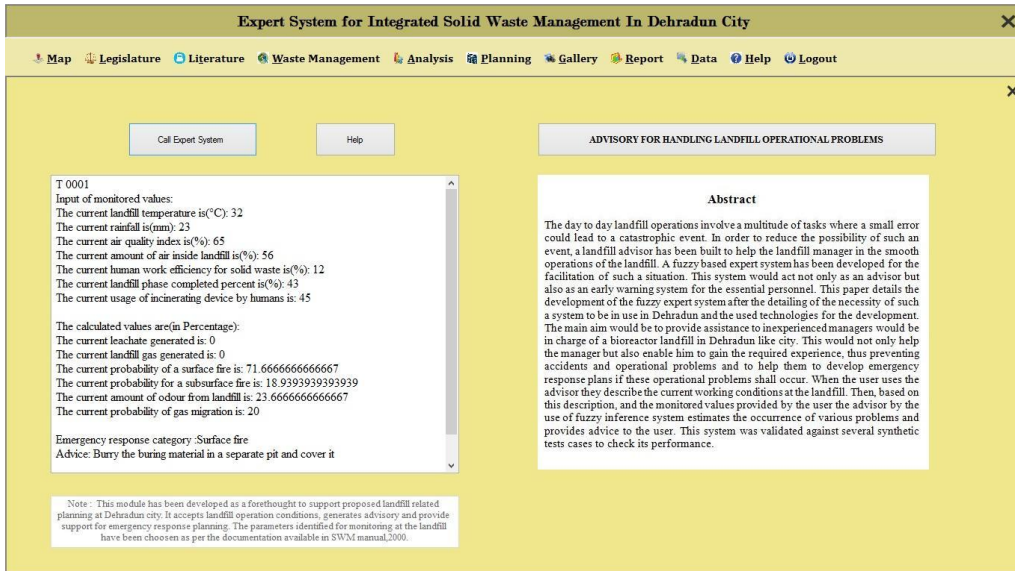 Expert System for Integrated Solid Waste Management In Dehradun City
Map Legislature Literature Waste Management Analysis Planning Gallery Report Data Help Logout
Call Expert System
Help
T 0001
Input of monitored values:
The current landfill temperature is(°C): 32
The current rainfall is(mm): 23
The current air quality index is(%): 65
The current amount of air inside landfill is(%): 56
The current human work efficiency for solid waste is(%): 12
The current landfill phase completed percent is(%): 43
The current usage of incinerating device by humans is: 45
The calculated values are(in Percentage):
The current leachate generated is: 0
The current landfill gas generated is: 0
The current probability of a surface fire is: 71.6666666666667
The current probability for a subsurface fire is: 18.9393939393939
The current amount of odour from landfill is: 23.6666666666667
The current probability of gas migration is: 20
Emergency response category :Surface fire
Advice: Burry the buring material in a separate pit and cover it
Note : This module has been developed as a forethought to support proposed landfill related
planning at Dehradun city. It accepts landfill operation conditions, generates advisory and provide
support for emergency response planning. The parameters identified for monitoring at the landfill
have been choosen as per the documentation available in SWM manual,2000.
ADVISORY FOR HANDLING LANDFILL OPERATIONAL PROBLEMS
Abstract
The day to day landfill operations involve a multitude of tasks where a small error
could lead to a catastrophic event. In order to reduce the possibility of such an
event, a landfill advisor has been built to help the landfill manager in the smooth
operations of the landfill. A fuzzy based expert system has been developed for the
facilitation of such a situation. This system would act not only as an advisor but
also as an early warning system for the essential personnel. This paper details the
development of the fuzzy expert system after the detailing of the necessity of such
a system to be in use in Dehradun and the used technologies for the development.
The main aim would be to provide assistance to inexperienced managers would be
in charge of a bioreactor landfill in Dehradun like city. This would not only help
the manager but also enable him to gain the required experience, thus preventing
accidents and operational problems and to help them to develop emergency
response plans if these operational problems shall occur. When the user uses the
advisor they describe the current working conditions at the landfill. Then, based on
this description, and the monitored values provided by the user the advisor by the
use of fuzzy inference system estimates the occurrence of various problems and
provides advice to the user. This system was validated against several synthetic
tests cases to check its performance.